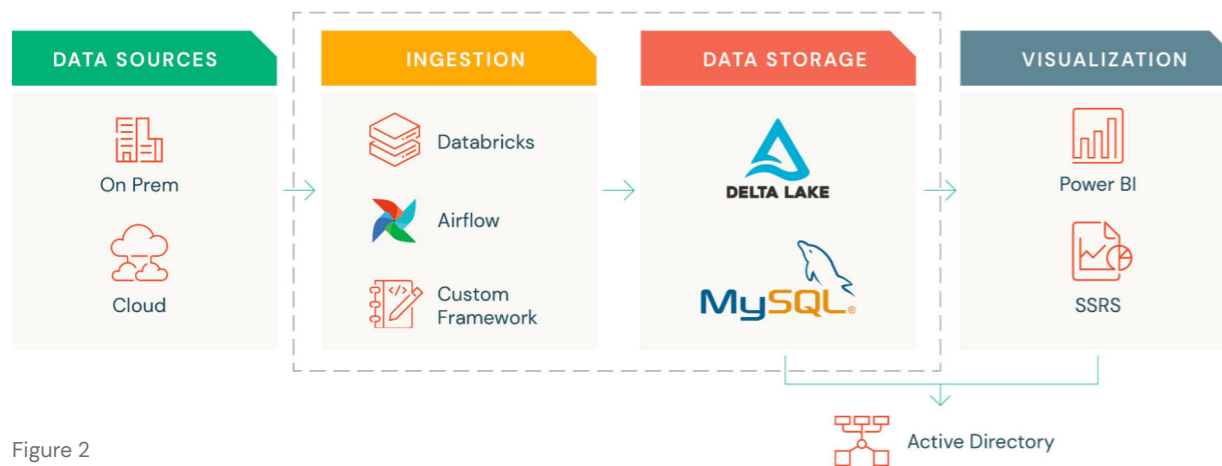 DATA SOURCES
On Prem
Cloud
INGESTION
Databricks
Airflow
Custom
Framework
DATA STORAGE
DELTA LAKE
MySQL®
VISUALIZATION
Power BI
SSRS
Active Directory
Figure 2